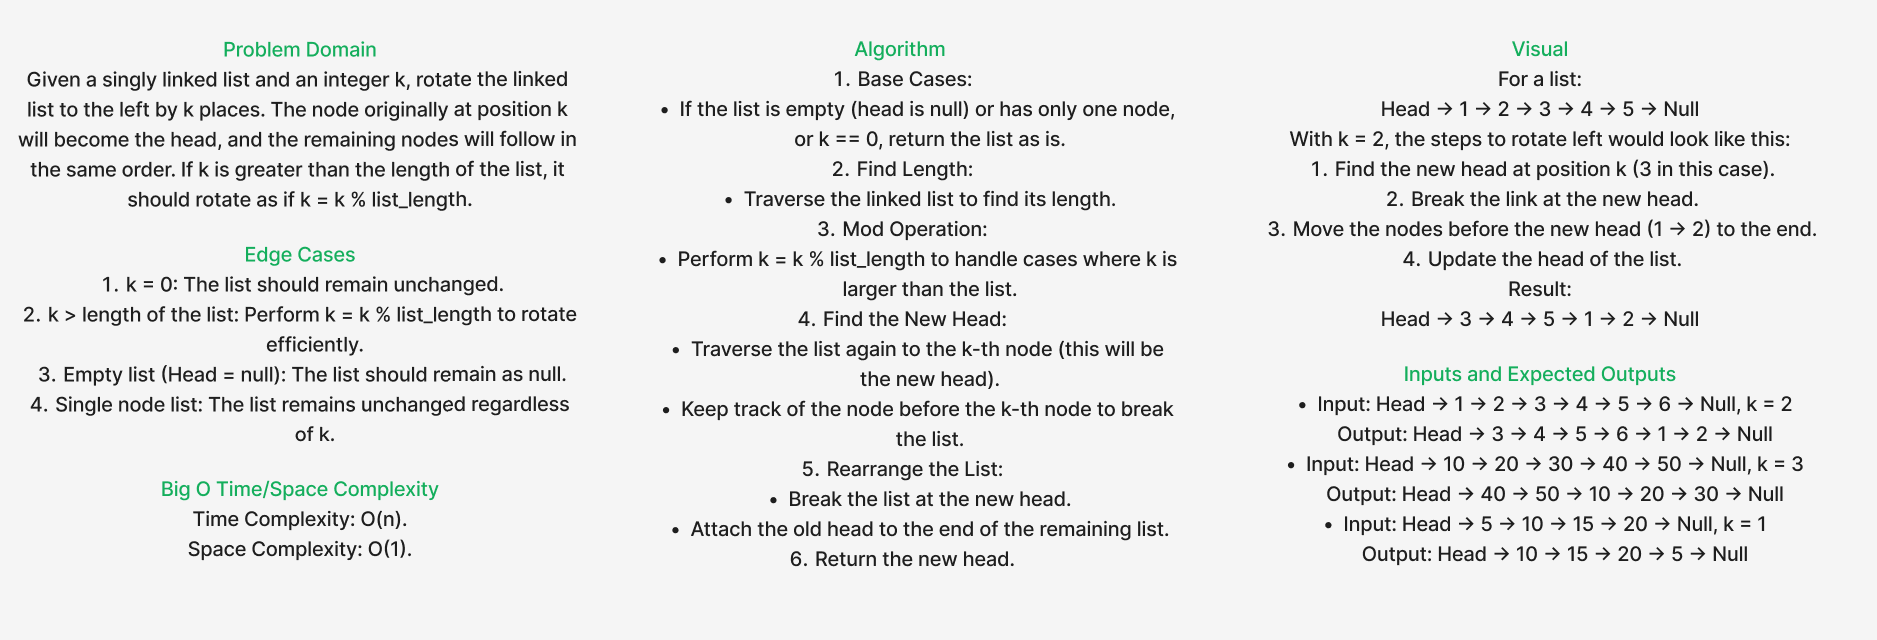 Problem Domain
Given a singly linked list and an integer k, rotate the linked
list to the left by k places. The node originally at position k
will become the head, and the remaining nodes will follow in
the same order. If k is greater than the length of the list, it
should rotate as if k = k % list_length.
Edge Cases
1. k = 0: The list should remain unchanged.
2. k > length of the list: Perform k = k % list_length to rotate
efficiently.
3. Empty list (Head = null): The list should remain as null.
4. Single node list: The list remains unchanged regardless
of k.
Big O Time/Space Complexity
Time Complexity: O(n).
Space Complexity: O(1).
Algorithm
1. Base Cases:
• If the list is empty (head is null) or has only one node,
or k == 0, return the list as is.
2. Find Length:
• Traverse the linked list to find its length.
3. Mod Operation:
• Perform k = k % list_length to handle cases where k is
larger than the list.
4. Find the New Head:
• Traverse the list again to the k-th node (this will be
the new head).
• Keep track of the node before the k-th node to break
the list.
5. Rearrange the List:
• Break the list at the new head.
• Attach the old head to the end of the remaining list.
6. Return the new head.
Visual
For a list:
Head → 1 → 2 → 3 → 4 → 5 → Null
With k = 2, the steps to rotate left would look like this:
1. Find the new head at position k (3 in this case).
2. Break the link at the new head.
3. Move the nodes before the new head (1 → 2) to the end.
4. Update the head of the list.
Result:
Head → 3 → 4 → 5 → 1 → 2 → Null
Inputs and Expected Outputs
• Input: Head → 1 → 2 → 3 → 4 → 5 → 6 → Null, k = 2
Output: Head → 3 → 4 → 5 → 6 → 1 → 2 → Null
• Input: Head → 10 → 20 → 30 → 40 → 50 → Null, k = 3
Output: Head → 40 → 50 → 10 → 20 → 30 → Null
• Input: Head → 5 → 10 → 15 → 20 → Null, k = 1
Output: Head → 10 → 15 → 20 → 5 → Null